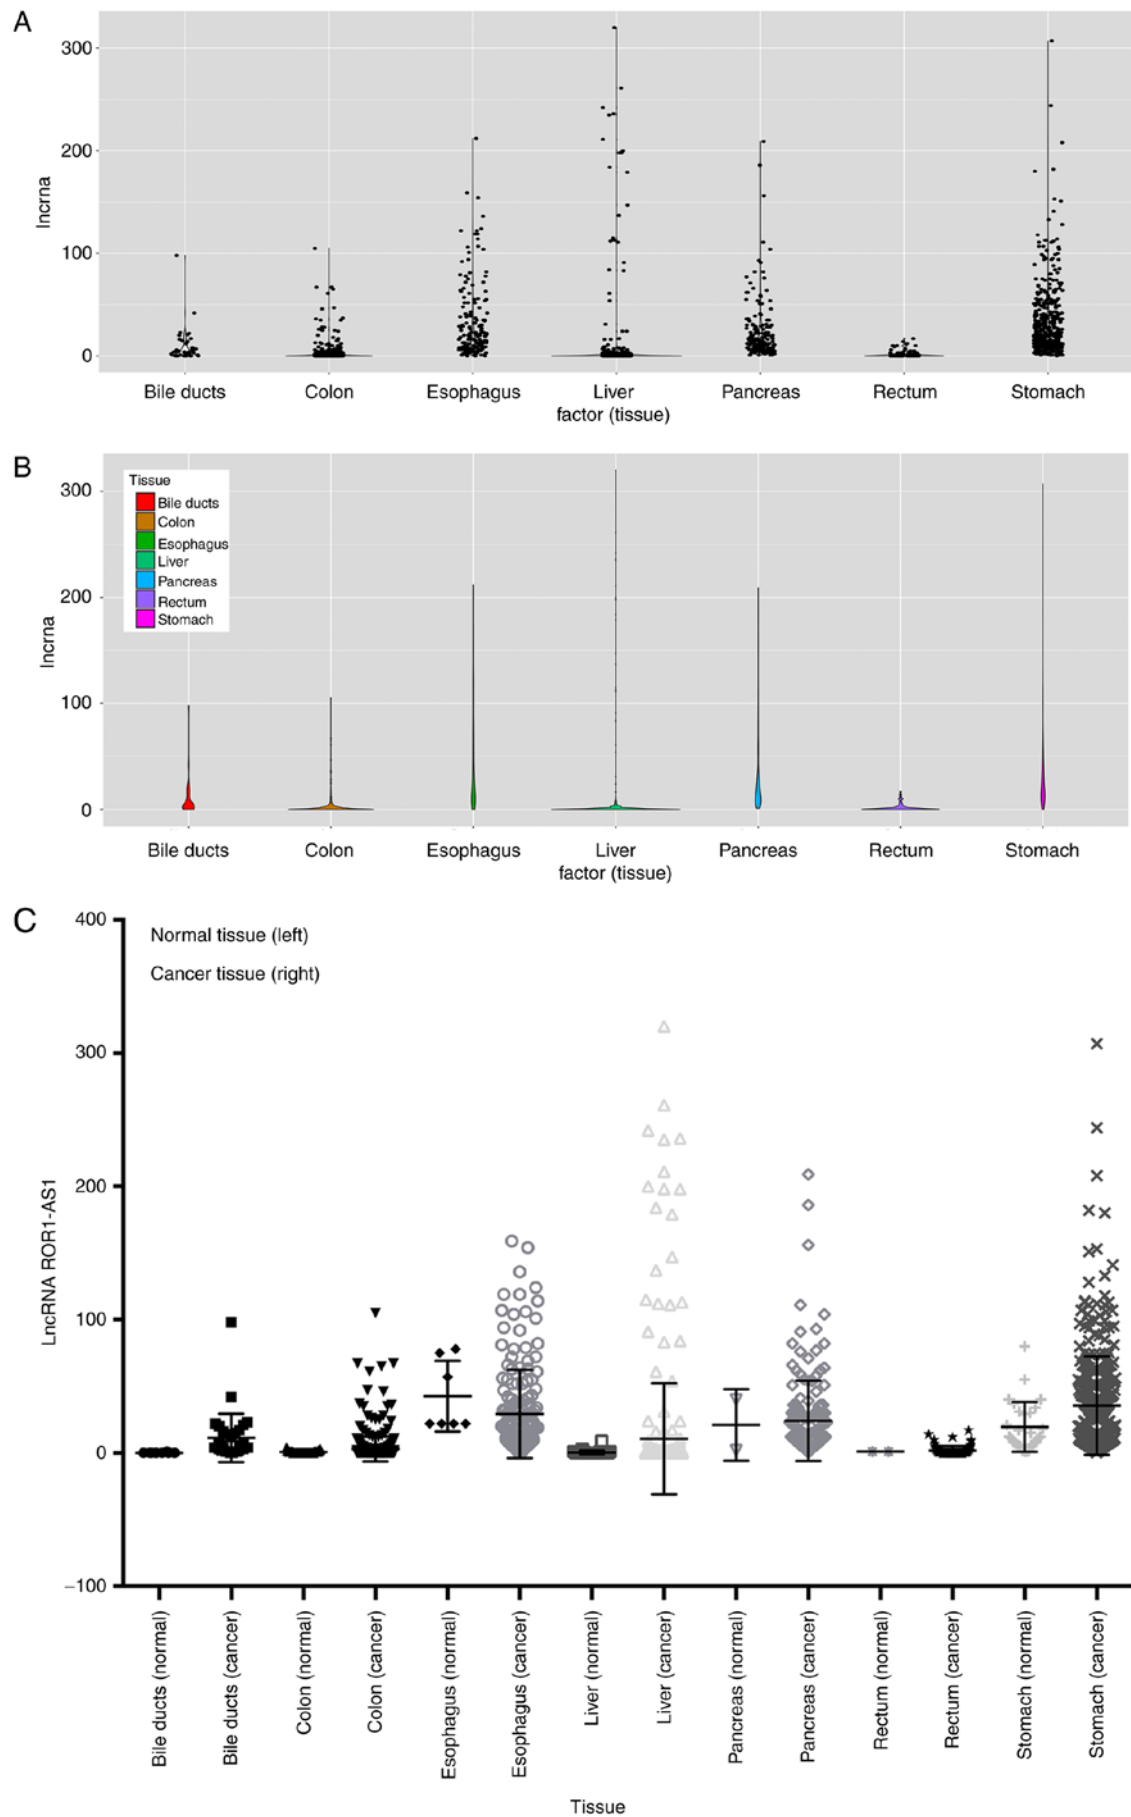 A
300
200
100
0
lncrna
Bile ducts
Colon
Esophagus
Liver
Pancreas
Rectum
Stomach
factor (tissue)
B
300
200
100
0
lncrna
Tissue
Bile ducts
Colon
Esophagus
Liver
Pancreas
Rectum
Stomach
Bile ducts
Colon
Esophagus
Liver
Pancreas
Rectum
Stomach
factor (tissue)
C
400
300
200
100
0
−100
LncRNA ROR1-AS1
Normal tissue (left)
Cancer tissue (right)
Bile ducts (normal)
Bile ducts (cancer)
Colon (normal)
Colon (cancer)
Esophagus (normal)
Esophagus (cancer)
Liver (normal)
Liver (cancer)
Pancreas (normal)
Pancreas (cancer)
Rectum (normal)
Rectum (cancer)
Stomach (normal)
Stomach (cancer)
Tissue